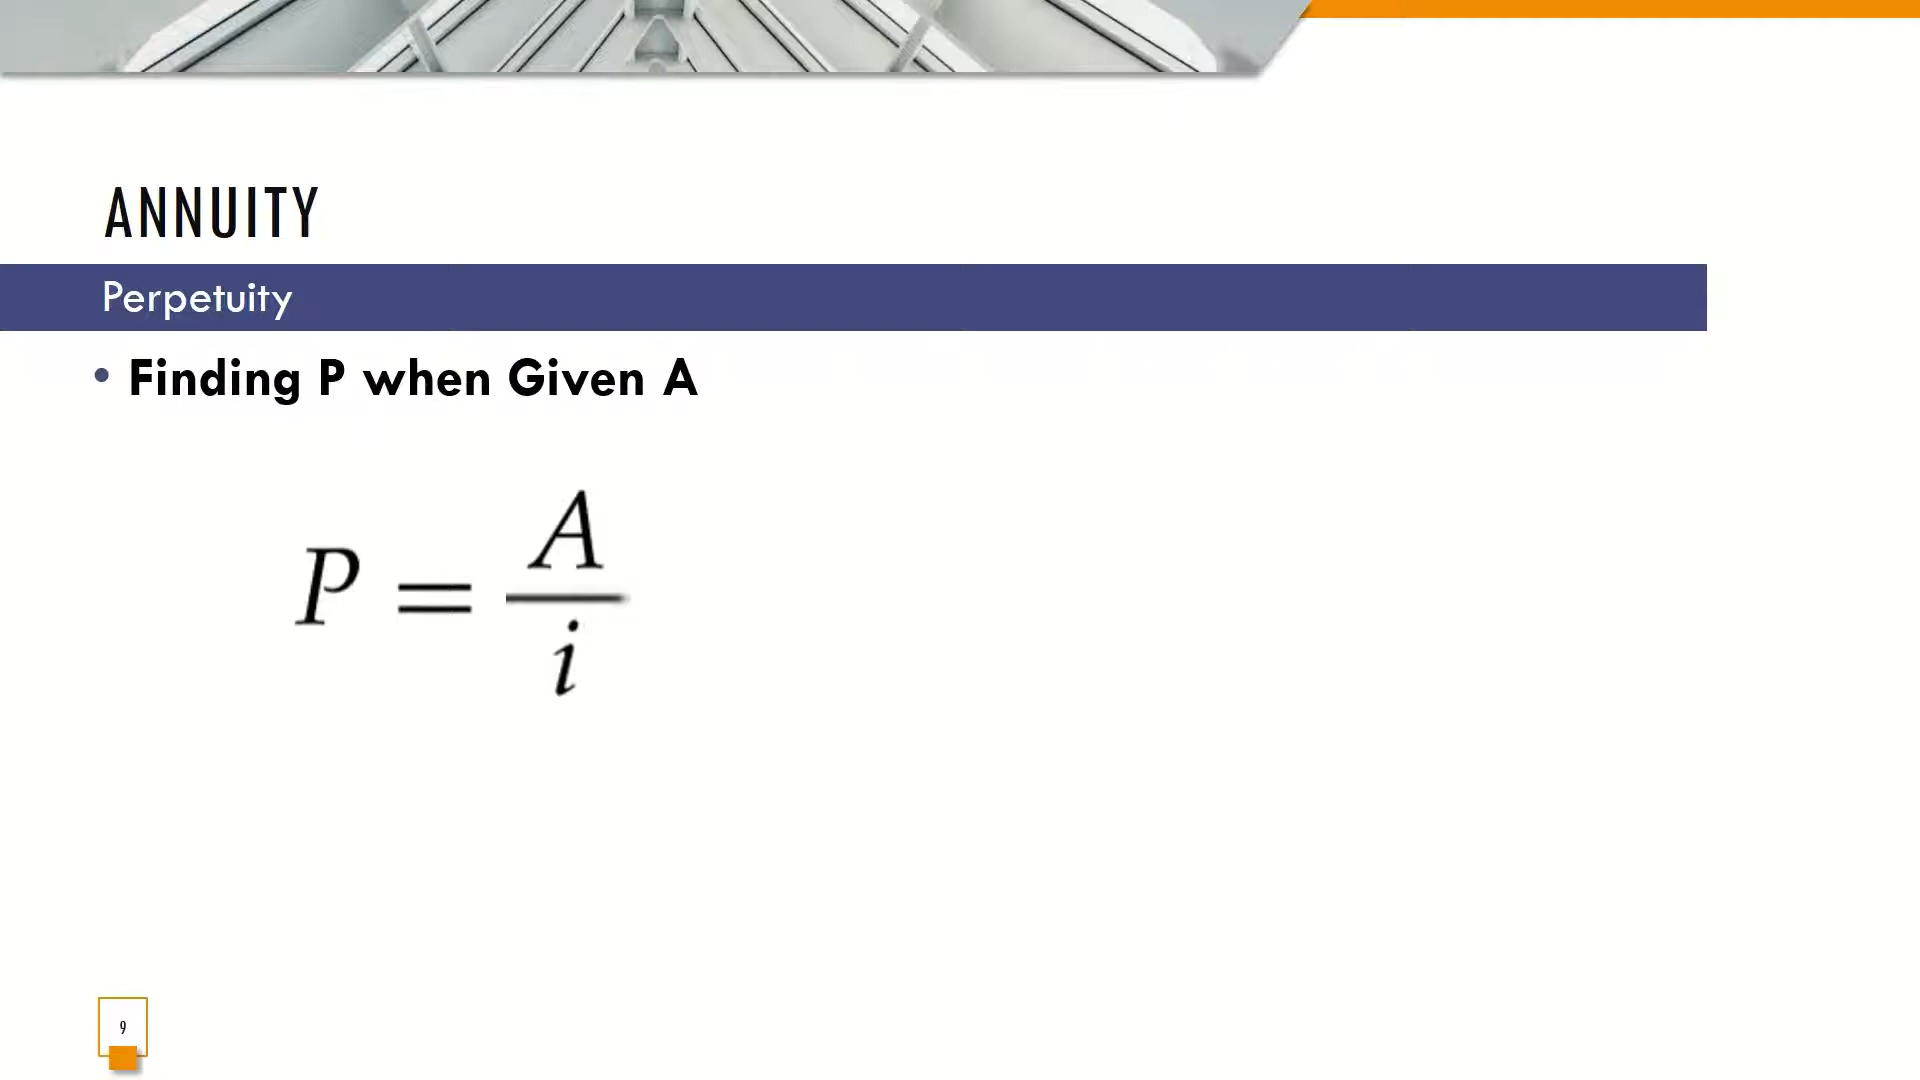 ANNUITY
Perpetuity
• Finding P when Given A
P = A / i
9